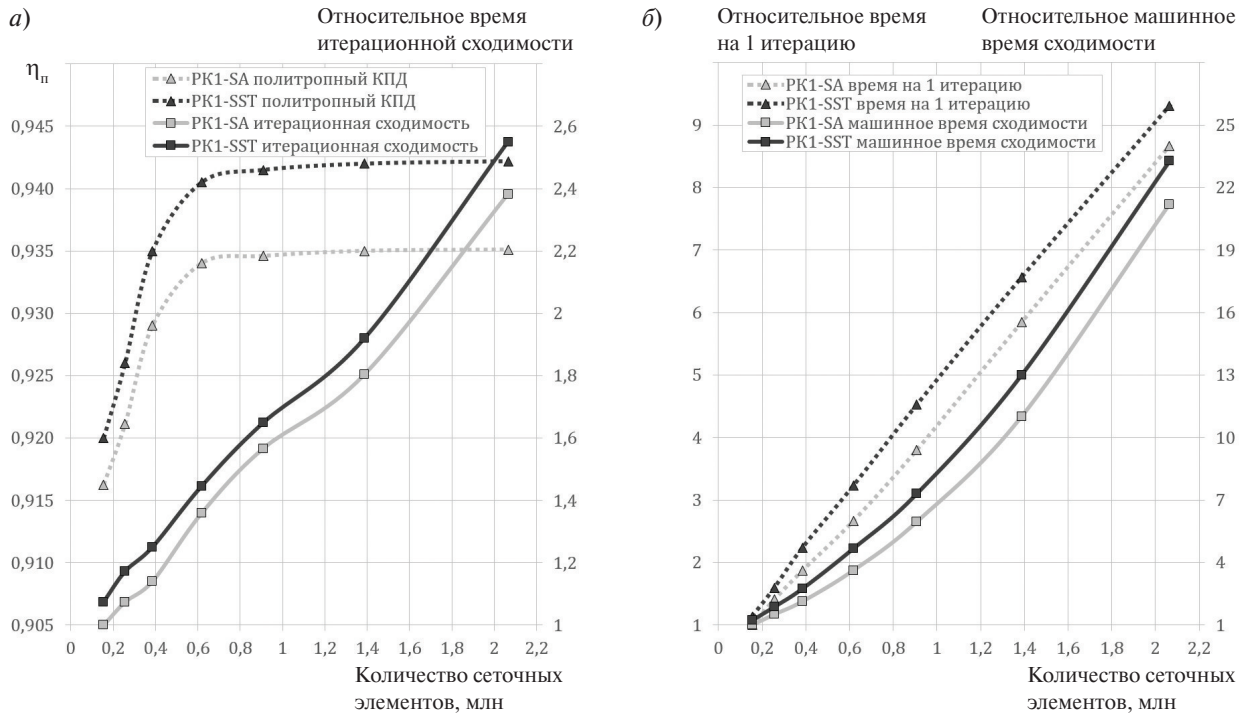 а)
Относительное время
итерационной сходимости
ηп
РК1-SA политропный КПД
РК1-SST политропный КПД
РК1-SA итерационная сходимость
РК1-SST итерационная сходимость
0,945
0,940
0,935
0,930
0,925
0,920
0,915
0,910
0,905
2,8
2,6
2,4
2,2
2
1,8
1,6
1,4
1,2
1
0 0,2 0,4 0,6 0,8 1 1,2 1,4 1,6 1,8 2 2,2
Количество сеточных
элементов, млн
б)
Относительное время
на 1 итерацию
Относительное машинное
время сходимости
РК1-SA время на 1 итерацию
РК1-SST время на 1 итерацию
РК1-SA машинное время сходимости
РК1-SST машинное время сходимости
9
8
7
6
5
4
3
2
1
25
22
19
16
13
10
7
4
1
0 0,2 0,4 0,6 0,8 1 1,2 1,4 1,6 1,8 2 2,2
Количество сеточных
элементов, млн